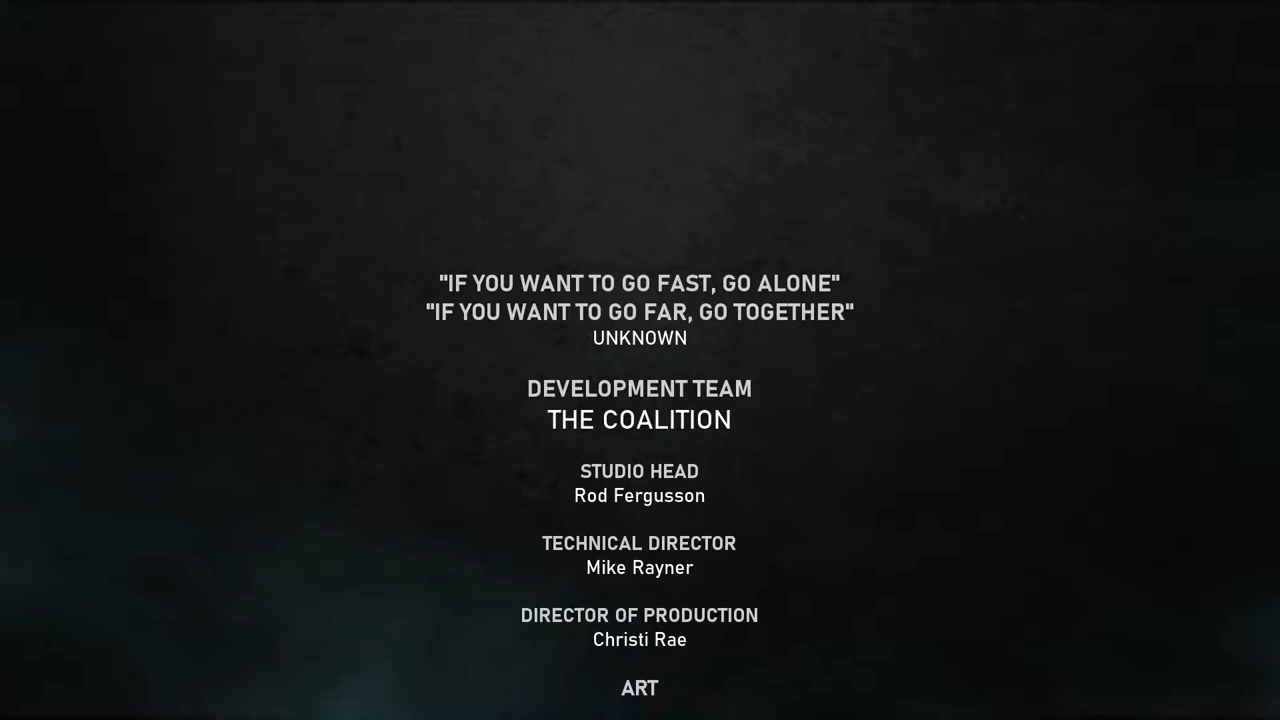 "IF YOU WANT TO GO FAST, GO ALONE"
"IF YOU WANT TO GO FAR, GO TOGETHER"
UNKNOWN
DEVELOPMENT TEAM
THE COALITION
STUDIO HEAD
Rod Fergusson
TECHNICAL DIRECTOR
Mike Rayner
DIRECTOR OF PRODUCTION
Christi Rae
ART